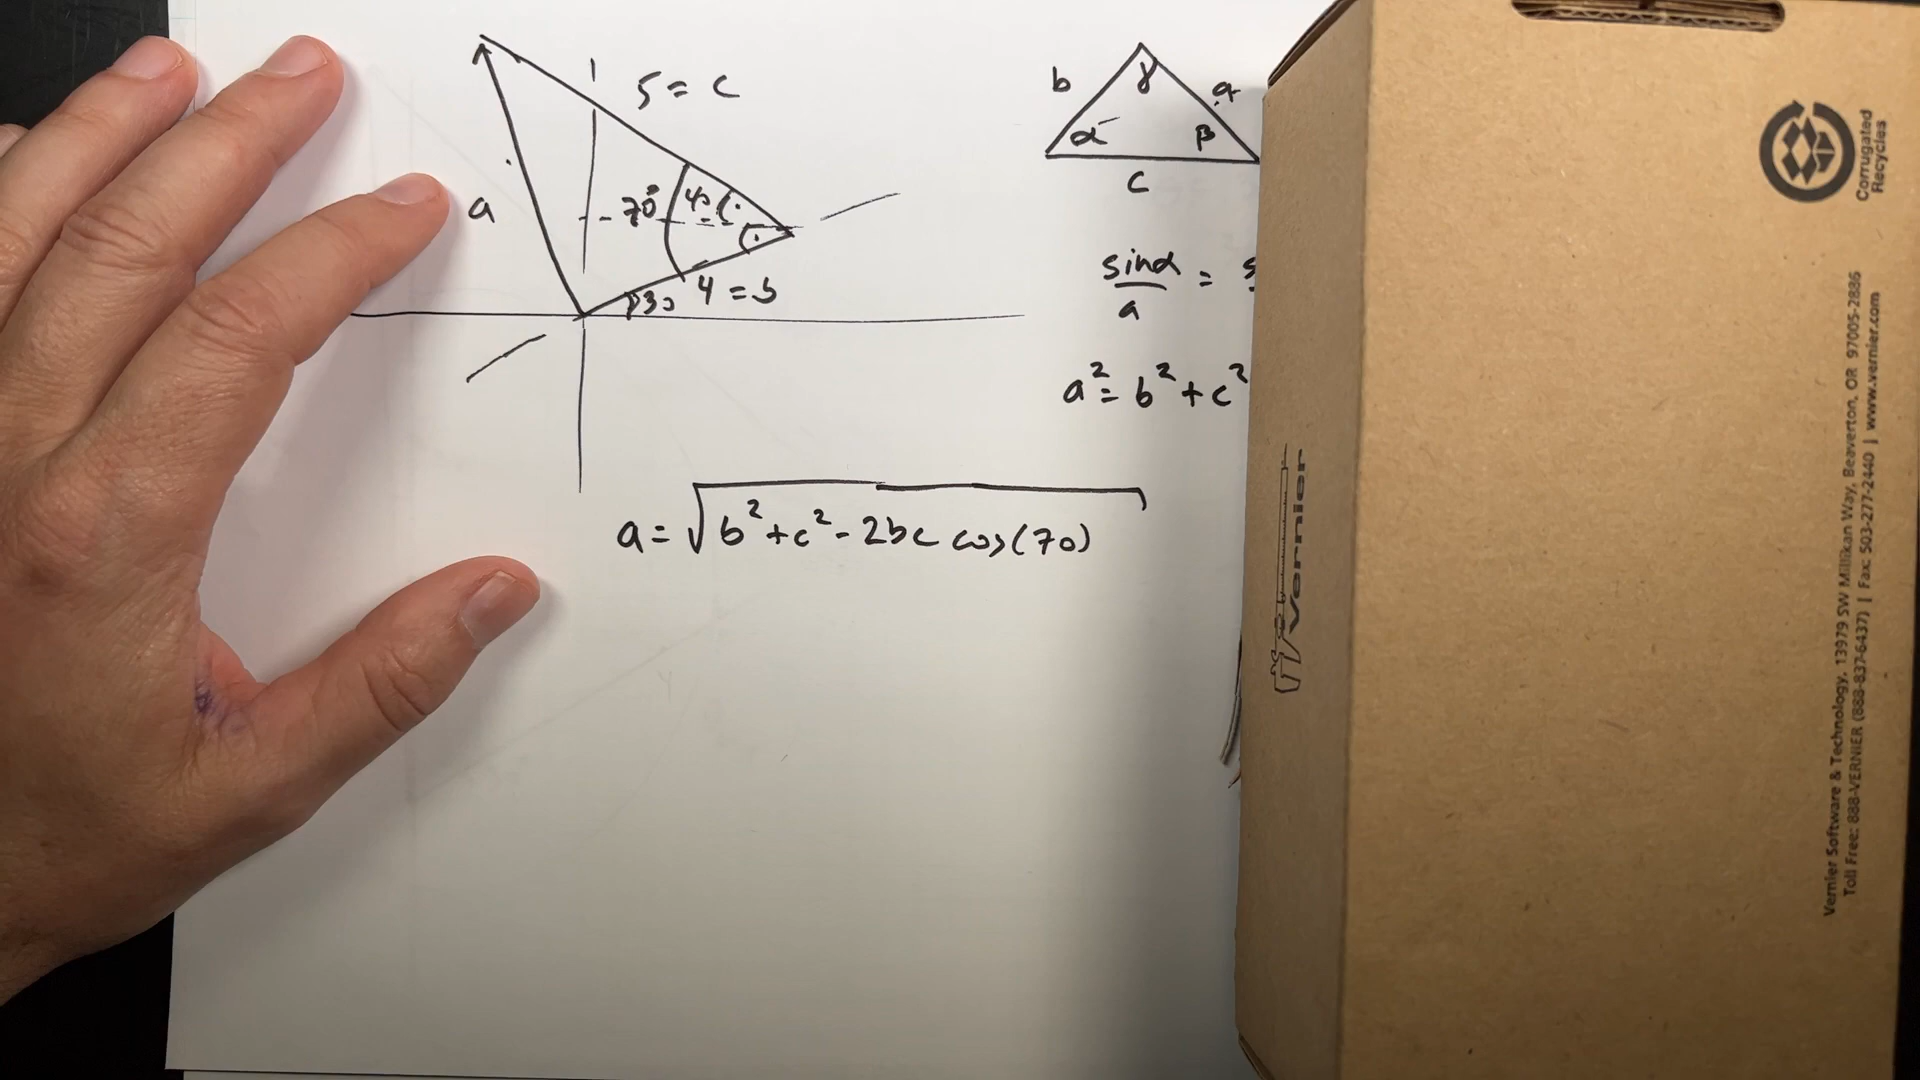 5 = c
a
70°
40
30
4 = b
b
γ
a
α
β
c
sinα
a
=
a² = b² + c²
a = √b² + c² - 2bc cos(70)
Vernier
Corrugated
Recycles
Vernier Software & Technology, 13979 SW Millikan Way, Beaverton, OR 97005-2886
Toll Free: 888-VERNIER (888-837-6437) | Fax: 503-277-2440 | www.vernier.com